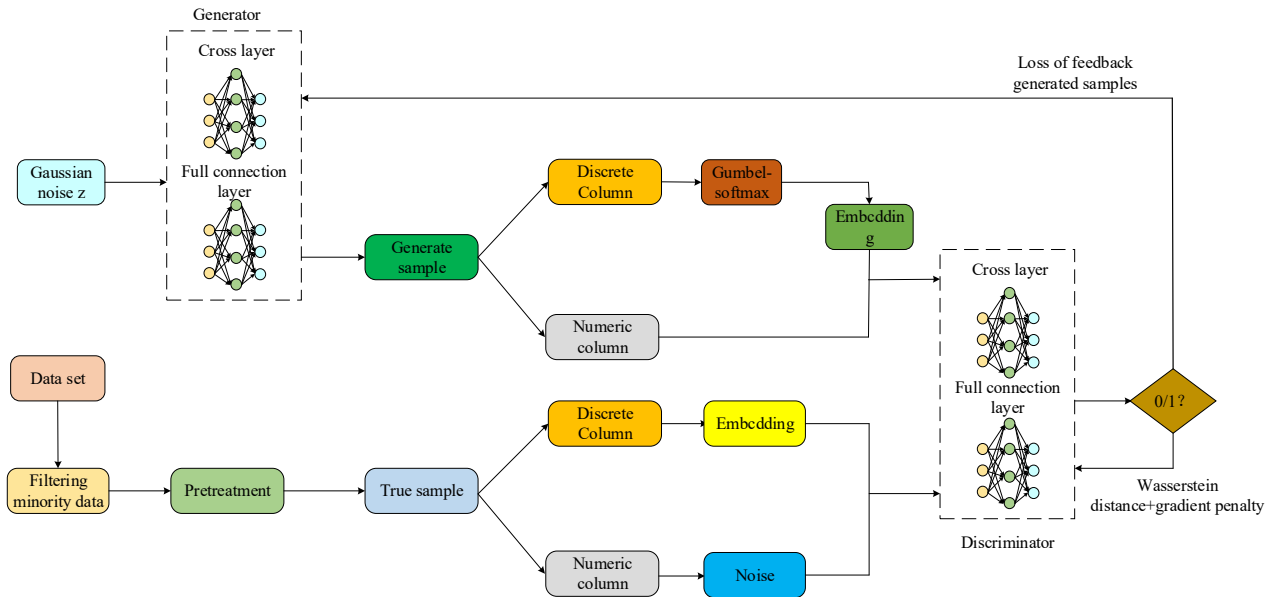 Generator
Cross layer
Loss of feedback
generated samples
Full connection
layer
Gaussian
noise z
Discrete
Column
Gumbel-
softmax
Embcddin
g
Generate
sample
Cross layer
Numeric
column
Data set
Full connection
layer
0/1?
Discrete
Column
Embcdding
Filtering
minority data
Pretreatment
True sample
Wasserstein
distance+gradient penalty
Discriminator
Numeric
column
Noise